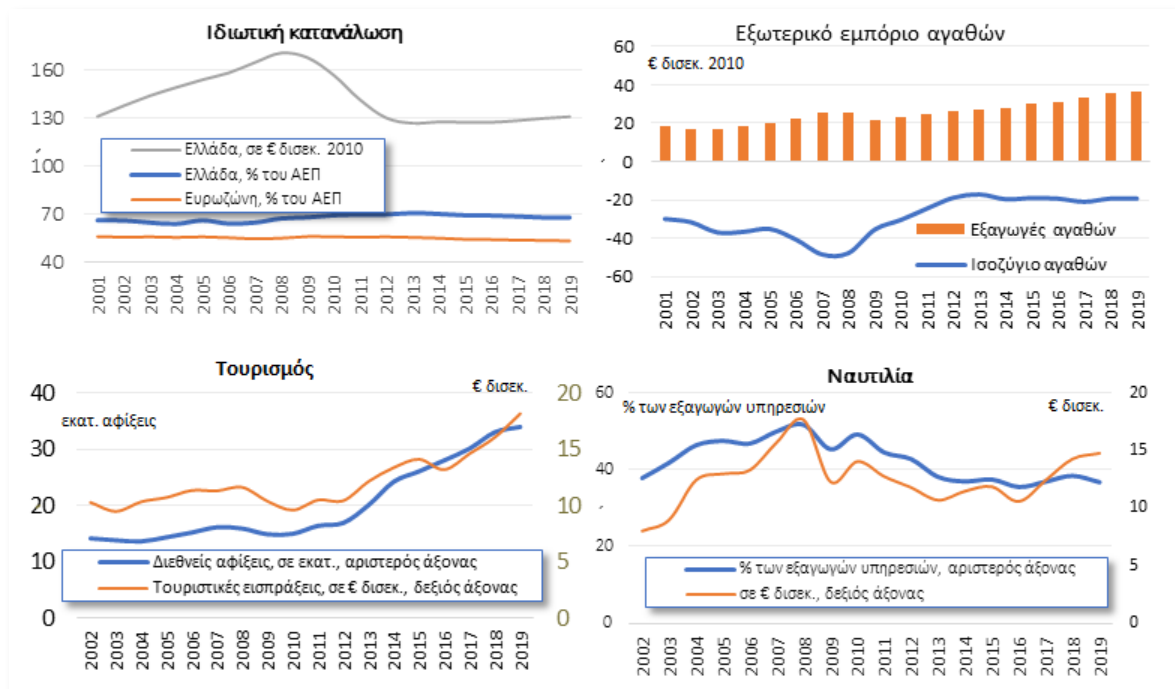 Ιδιωτική κατανάλωση
160
130
100
70
40
Ελλάδα, σε € δισεκ. 2010
Ελλάδα, % του ΑΕΠ
Ευρωζώνη, % του ΑΕΠ
2001 2002 2003 2004 2005 2006 2007 2008 2009 2010 2011 2012 2013 2014 2015 2016 2017 2018 2019
Εξωτερικό εμπόριο αγαθών
€ δισεκ. 2010
60
40
20
0
-20
-40
-60
Εξαγωγές αγαθών
Ισοζύγιο αγαθών
2001 2002 2003 2004 2005 2006 2007 2008 2009 2010 2011 2012 2013 2014 2015 2016 2017 2018 2019
Τουρισμός
€ δισεκ.
εκατ. αφίξεις
40
30
20
10
0
20
15
10
5
0
Διεθνείς αφίξεις, σε εκατ., αριστερός άξονας
Τουριστικές εισπράξεις, σε € δισεκ., δεξιός άξονας
2002 2003 2004 2005 2006 2007 2008 2009 2010 2011 2012 2013 2014 2015 2016 2017 2018 2019
Ναυτιλία
% των εξαγωγών υπηρεσιών
€ δισεκ.
60
40
20
0
20
15
10
5
0
% των εξαγωγών υπηρεσιών, αριστερός άξονας
σε € δισεκ., δεξιός άξονας
2002 2003 2004 2005 2006 2007 2008 2009 2010 2011 2012 2013 2014 2015 2016 2017 2018 2019